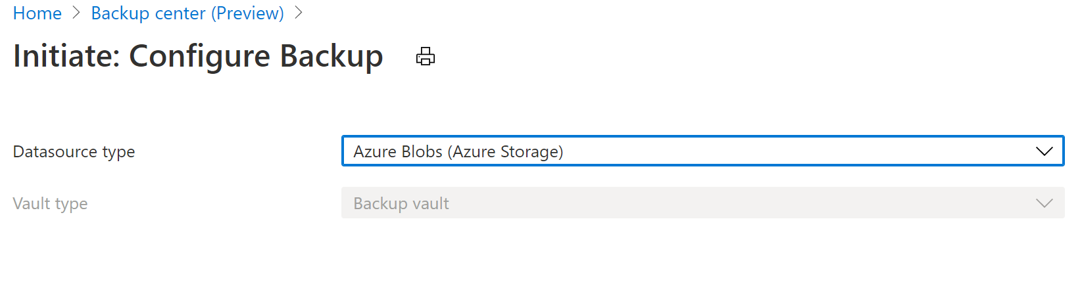 Home > Backup center (Preview) >
Initiate: Configure Backup
Datasource type Azure Blobs (Azure Storage)
Vault type Backup vault